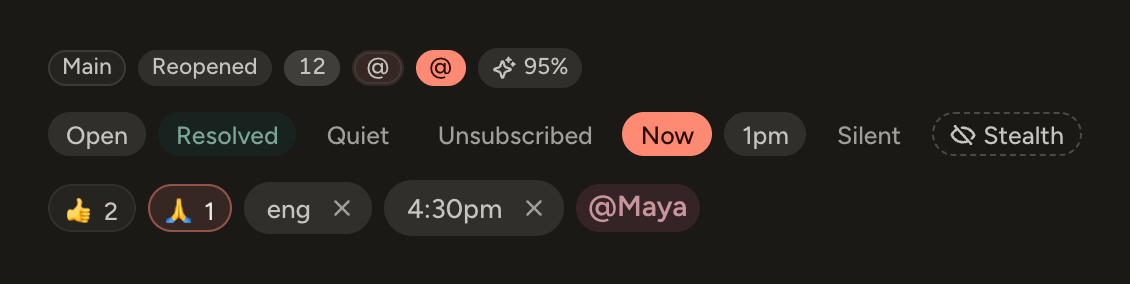 Main Reopened 12 @ @ 95%
Open Resolved Quiet Unsubscribed Now 1pm Silent Stealth
👍 2 🙏 1 eng × 4:30pm × @Maya